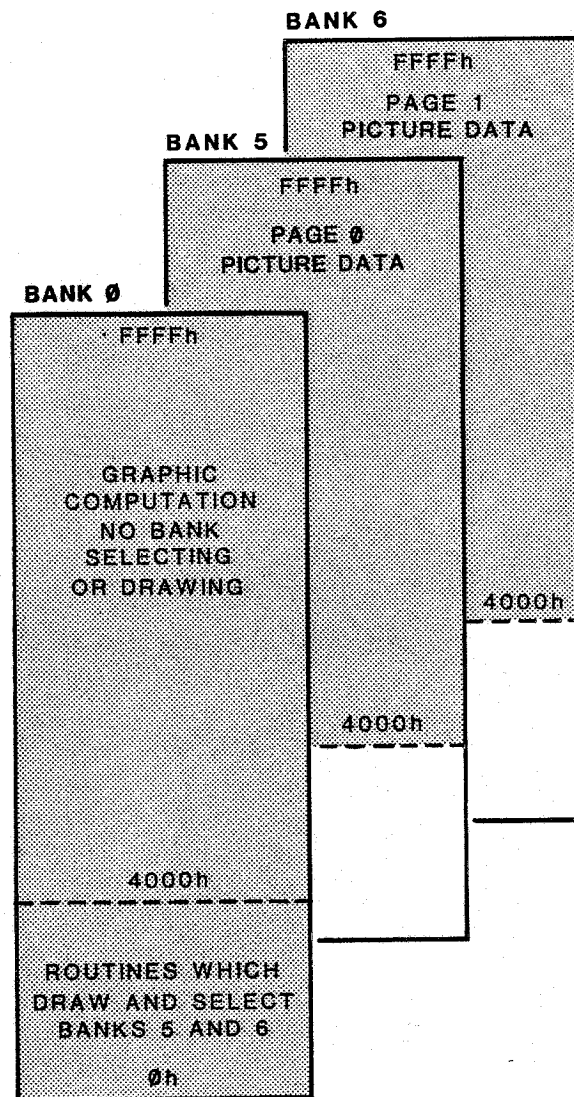 BANK 6
FFFFh
PAGE 1
PICTURE DATA
BANK 5
FFFFh
PAGE Ø
PICTURE DATA
BANK Ø
FFFFh
GRAPHIC
COMPUTATION
NO BANK
SELECTING
OR DRAWING
4000h
4000h
4000h
ROUTINES WHICH
DRAW AND SELECT
BANKS 5 AND 6
Øh